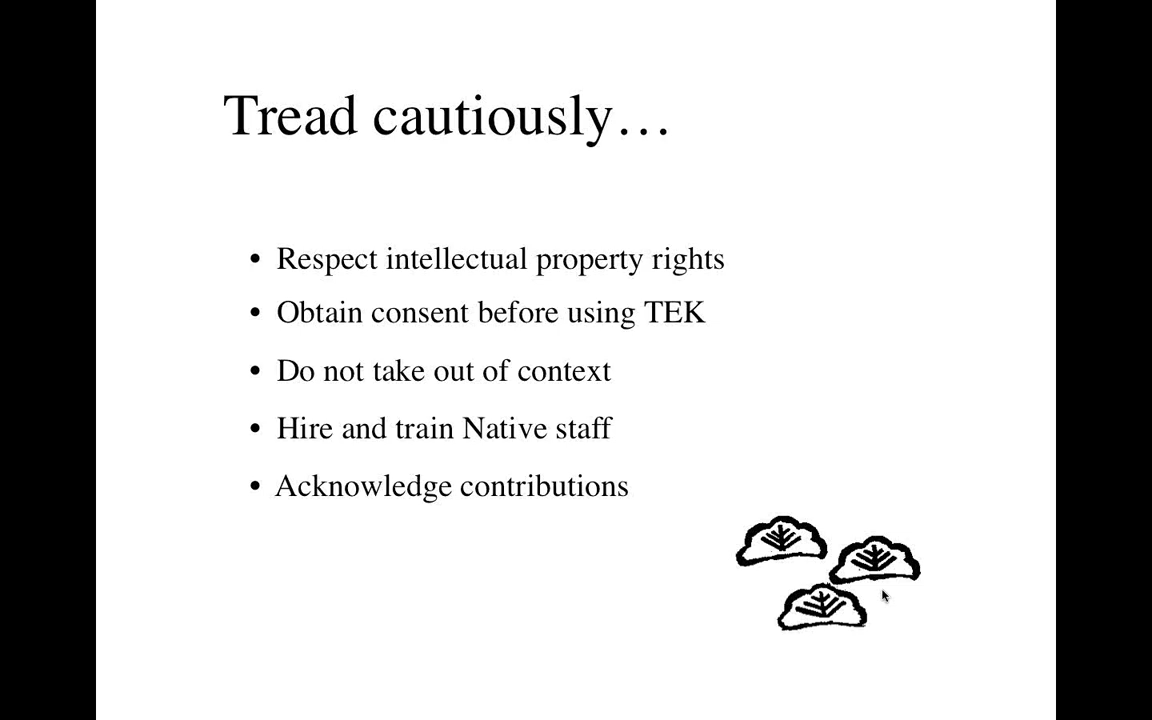 Tread cautiously…
• Respect intellectual property rights
• Obtain consent before using TEK
• Do not take out of context
• Hire and train Native staff
• Acknowledge contributions